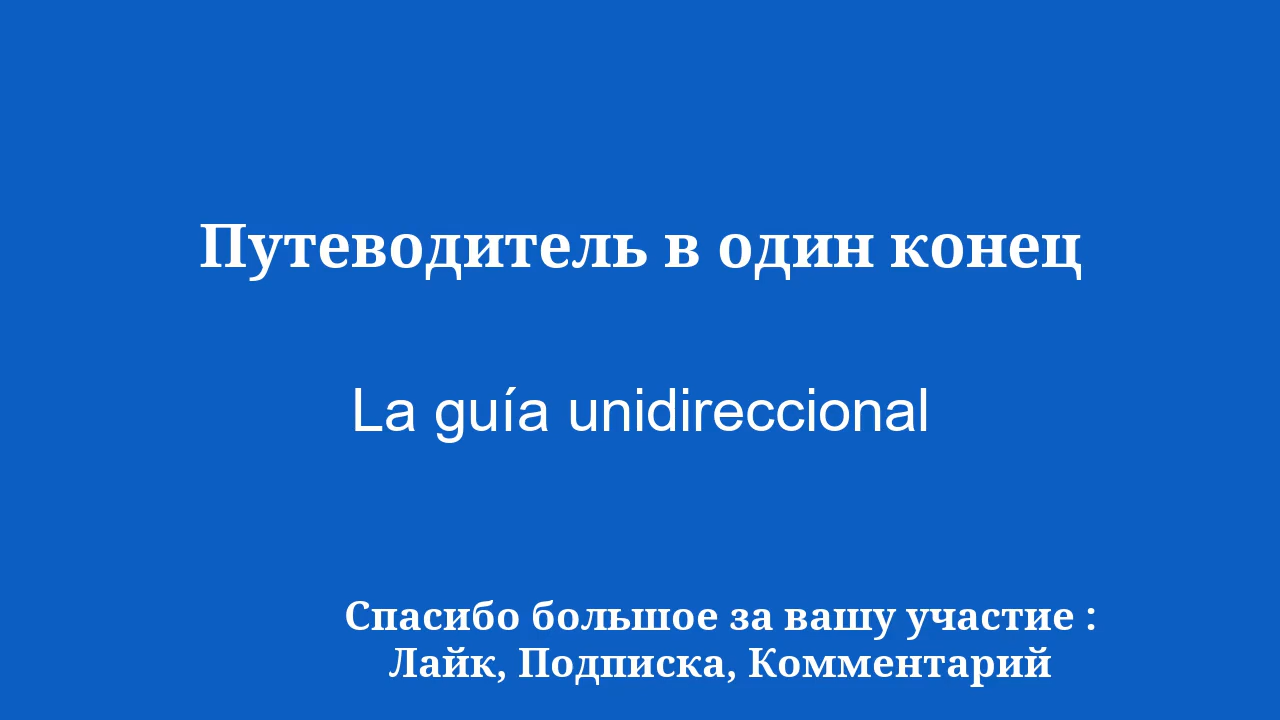 Путеводитель в один конец
La guía unidireccional
Спасибо большое за вашу участие :
Лайк, Подписка, Комментарий